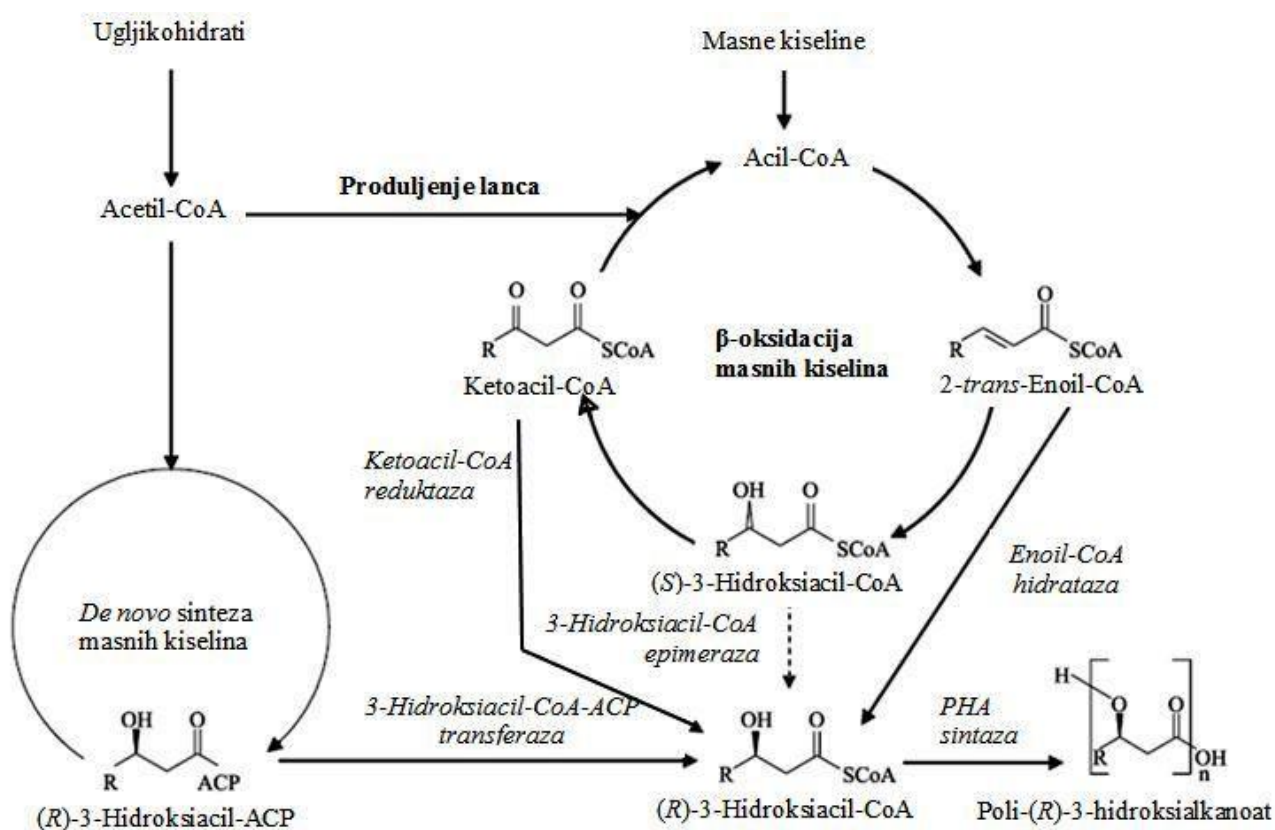 Ugljikohidrati
Masne kiseline
Acil-CoA
Produljenje lanca
Acetil-CoA
O
O
R
SCoA
Ketoacil-CoA
β-oksidacija
masnih kiselina
O
R
SCoA
2-trans-Enoil-CoA
Ketoacil-CoA
reduktaza
OH
O
R
SCoA
(S)-3-Hidroksiacil-CoA
Enoil-CoA
hidrataza
De novo sinteza
masnih kiselina
3-Hidroksiacil-CoA
epimeraza
OH
O
R
ACP
(R)-3-Hidroksiacil-ACP
3-Hidroksiacil-CoA-ACP
transferaza
OH
O
R
SCoA
(R)-3-Hidroksiacil-CoA
PHA
sintaza
H
O
O
R
OH
n
Poli-(R)-3-hidroksialkanoat